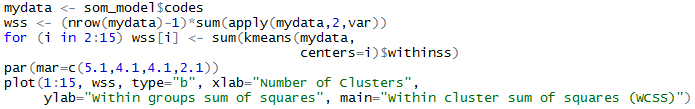 mydata <- som_model$codes
wss <- (nrow(mydata)-1)*sum(apply(mydata,2,var))
for (i in 2:15) wss[i] <- sum(kmeans(mydata,
                                     centers=i)$withinss)
par(mar=c(5.1,4.1,4.1,2.1))
plot(1:15, wss, type="b", xlab="Number of Clusters",
     ylab="Within groups sum of squares", main="Within cluster sum of squares (WCSS)")